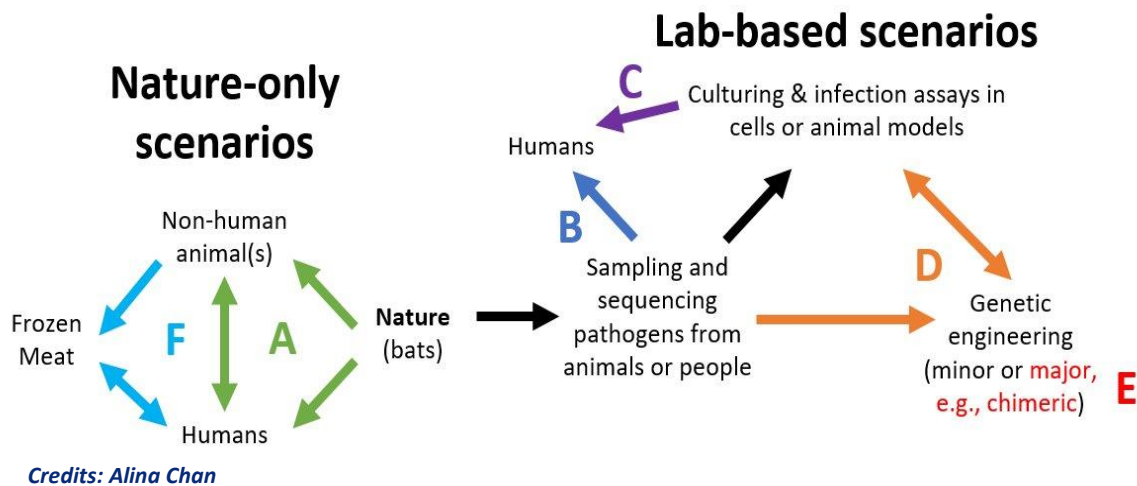 Nature-only
scenarios
Non-human
animal(s)
Frozen
Meat
F
A
Nature
(bats)
Humans
Credits: Alina Chan
Lab-based scenarios
C
Culturing & infection assays in
cells or animal models
Humans
B
Sampling and
sequencing
pathogens from
animals or people
D
Genetic
engineering
(minor or major,
e.g., chimeric)
E